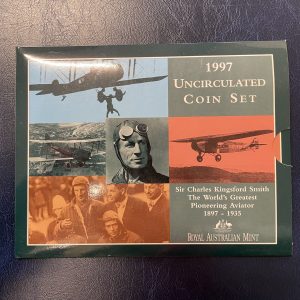 1997
UNCIRCULATED
COIN SET
Sir Charles Kingsford Smith
The World's Greatest
Pioneering Aviator
1897 - 1935
ROYAL AUSTRALIAN MINT